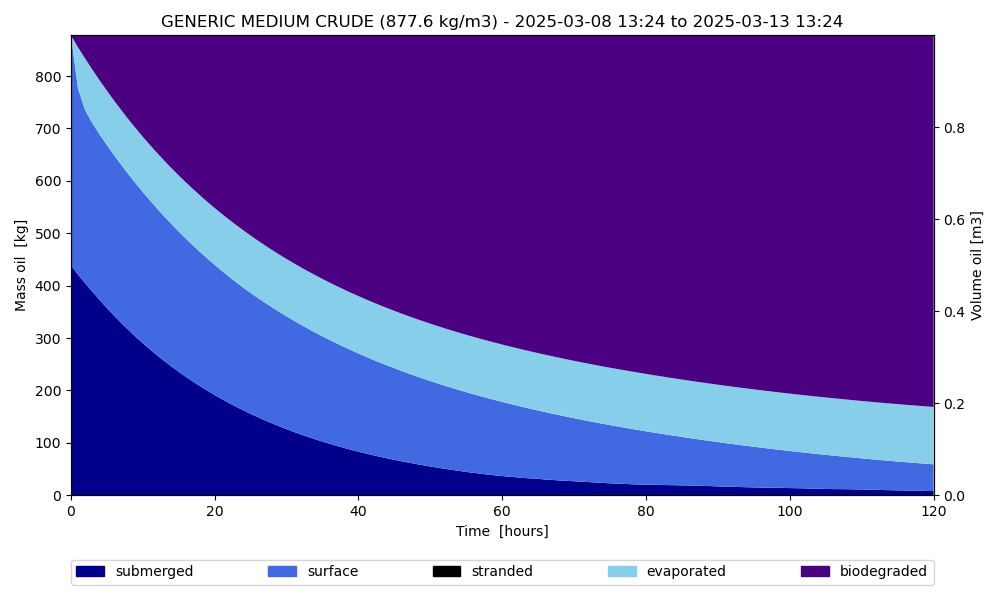 GENERIC MEDIUM CRUDE (877.6 kg/m3) - 2025-03-08 13:24 to 2025-03-13 13:24
800
700
600
500
400
300
200
100
0
Mass oil [kg]
0.8
0.6
0.4
0.2
0.0
Volume oil [m3]
0 20 40 60 80 100 120
Time [hours]
submerged surface stranded evaporated biodegraded